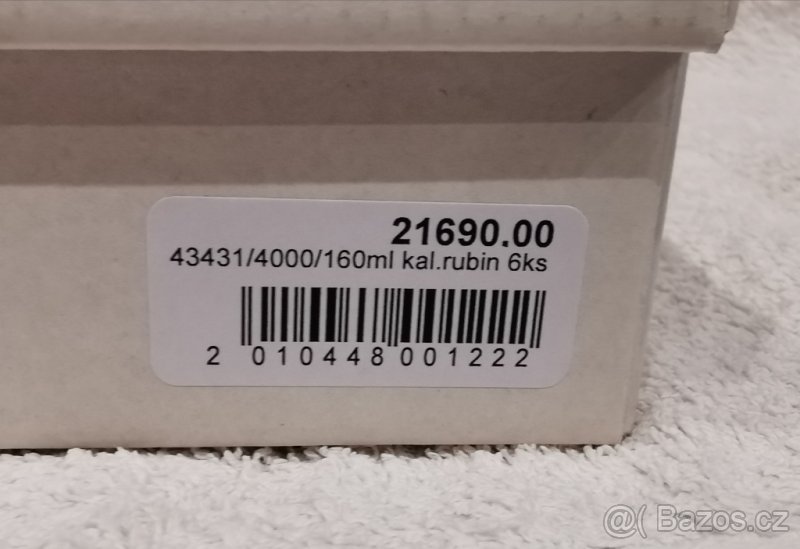 21690.00
43431/4000/160ml kal.rubin 6ks
2 010448 001222
@( Bazos.cz